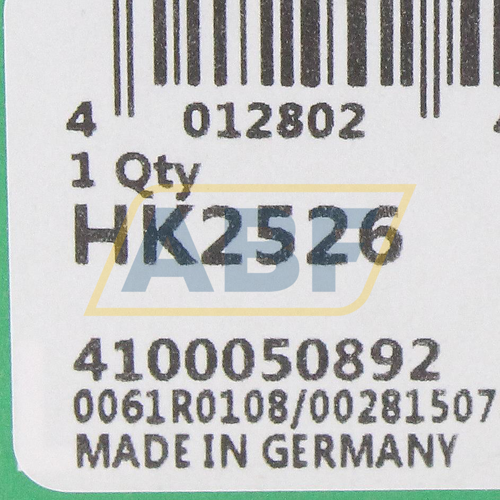 4 012802
1 Qty
HK2526
ABF
4100050892
0061R0108/00281507
MADE IN GERMANY